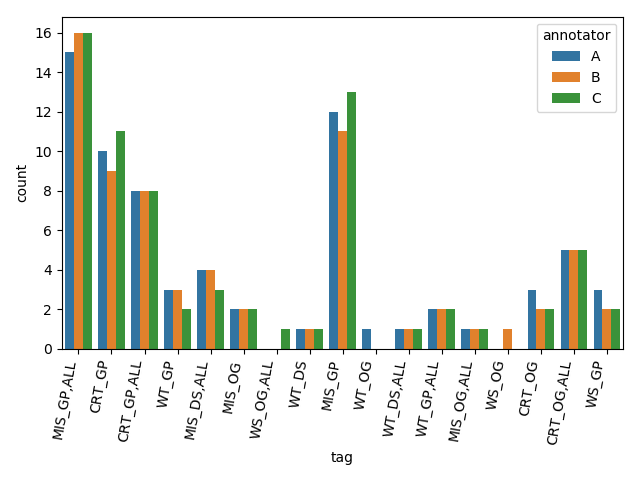 annotator
A
B
C
count
16
14
12
10
8
6
4
2
0
MIS_GP,ALL
CRT_GP
CRT_GP,ALL
WT_GP
MIS_DS,ALL
MIS_OG
WS_OG,ALL
WT_DS
MIS_GP
WT_OG
WT_DS,ALL
WT_GP,ALL
MIS_OG,ALL
WS_OG
CRT_OG
CRT_OG,ALL
WS_GP
tag